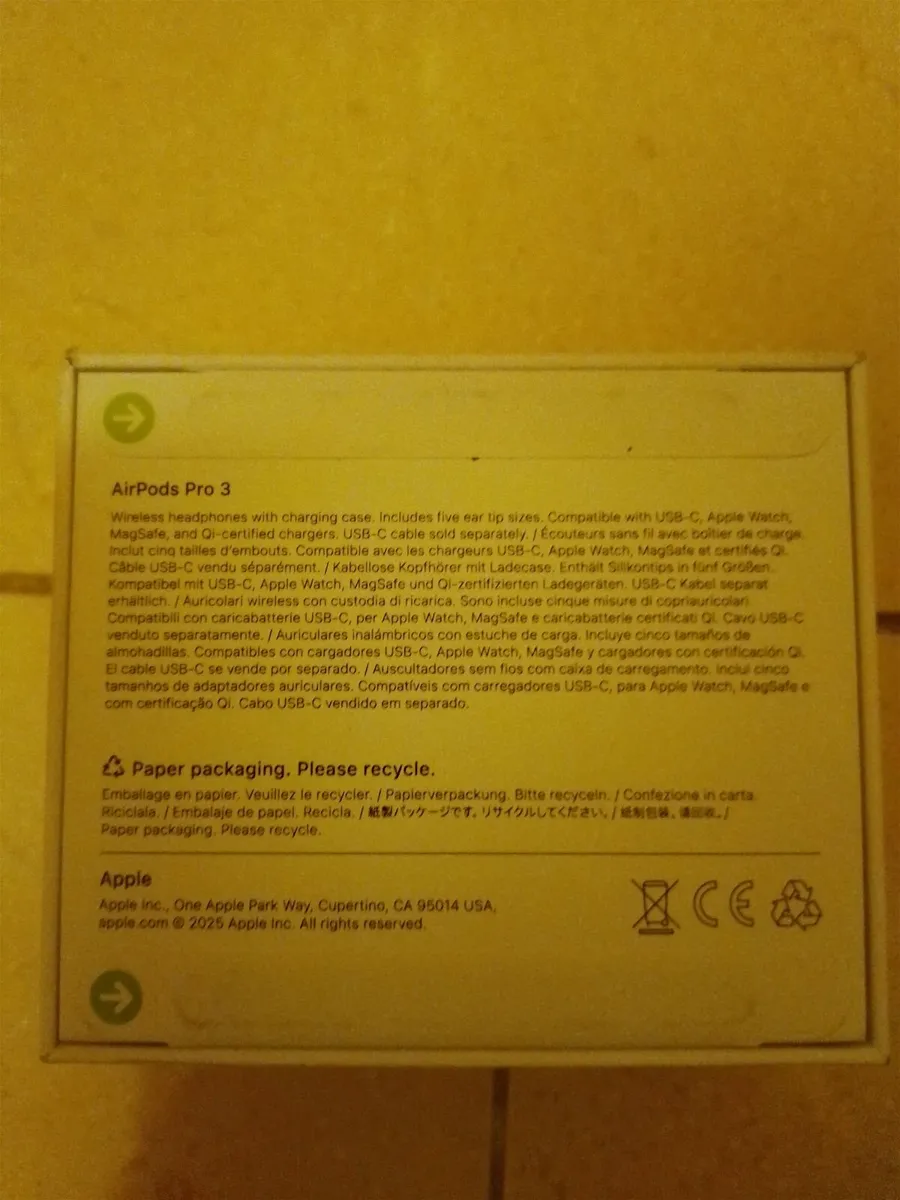 AirPods Pro 3
Wireless headphones with charging case. Includes five ear tip sizes. Compatible with USB-C, Apple Watch,
MagSafe, and Qi-certified chargers. USB-C cable sold separately. / Écouteurs sans fil avec boîtier de charge.
Inclut cinq tailles d'embouts. Compatible avec les chargeurs USB-C, Apple Watch, MagSafe et certifiés Qi.
Câble USB-C vendu séparément. / Kabellose Kopfhörer mit Ladecase. Enthält Silikontips in fünf Größen.
Kompatibel mit USB-C, Apple Watch, MagSafe und Qi-zertifizierten Ladegeräten. USB-C Kabel separat
erhältlich. / Auricolari wireless con custodia di ricarica. Sono incluse cinque misure di copriauricolari.
Compatibili con caricabatterie USB-C, per Apple Watch, MagSafe e caricabatterie certificati Qi. Cavo USB-C
venduto separatamente. / Auriculares inalámbricos con estuche de carga. Incluye cinco tamaños de
almohadillas. Compatibles con cargadores USB-C, Apple Watch, MagSafe y cargadores con certificación Qi.
El cable USB-C se vende por separado. / Auscultadores sem fios com caixa de carregamento. Inclui cinco
tamanhos de adaptadores auriculares. Compatíveis com carregadores USB-C, para Apple Watch, MagSafe e
com certificação Qi. Cabo USB-C vendido em separado.
Paper packaging. Please recycle.
Emballage en papier. Veuillez le recycler. / Papierverpackung. Bitte recyceln. / Confezione in carta.
Riciclala. / Embalaje de papel. Recicla. / 紙製パッケージです。リサイクルしてください。/ 纸制包装，请回收。/
Paper packaging. Please recycle.
Apple
Apple Inc., One Apple Park Way, Cupertino, CA 95014 USA.
apple.com © 2025 Apple Inc. All rights reserved.
CE